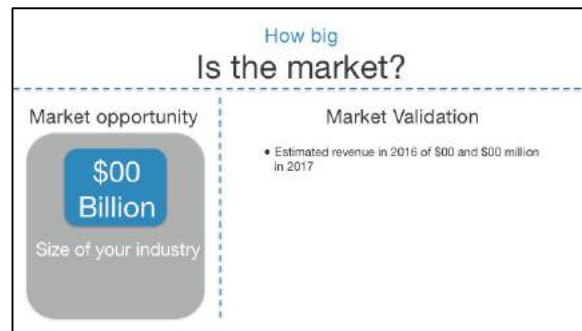 How big
Is the market?
Market opportunity
$00
Billion
Size of your industry
Market Validation
• Estimated revenue in 2016 of $00 and $00 million
in 2017